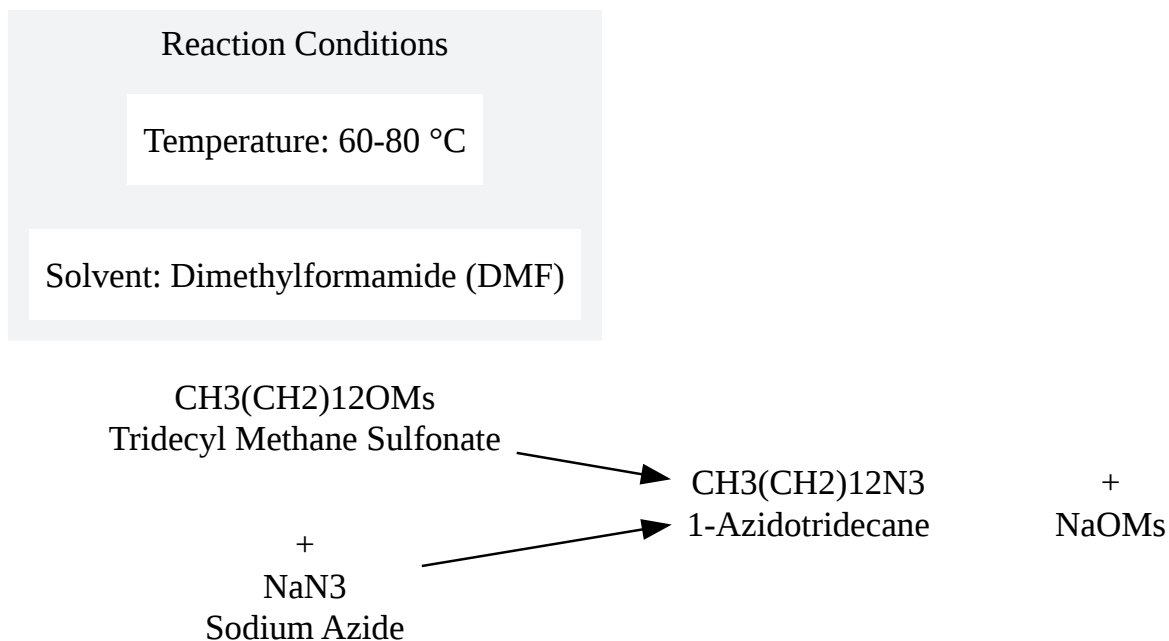 Reaction Conditions
Temperature: 60-80 °C
Solvent: Dimethylformamide (DMF)
CH3(CH2)12OMs
Tridecyl Methane Sulfonate
+
NaN3
Sodium Azide
CH3(CH2)12N3
1-Azidotridecane
+
NaOMs